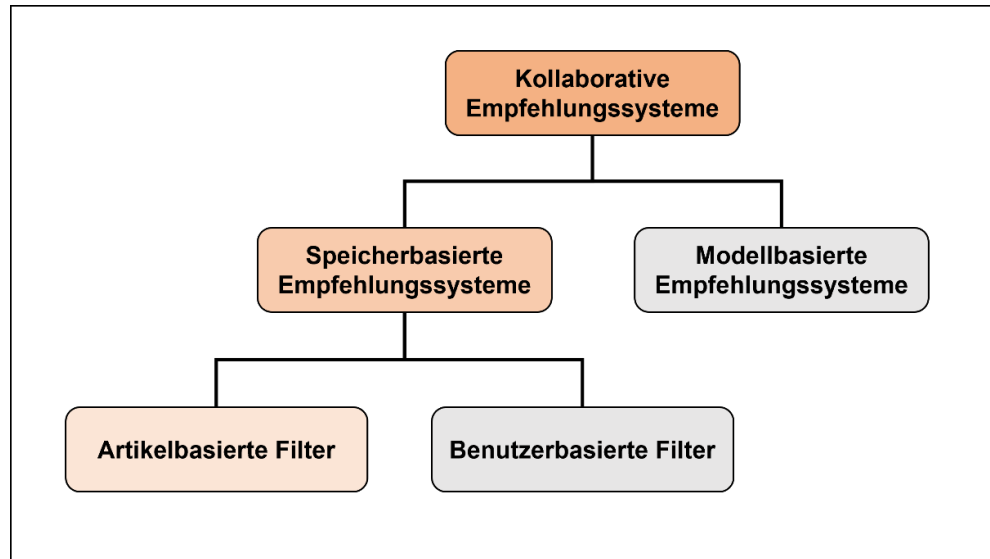 Kollaborative
Empfehlungssysteme
Speicherbasierte
Empfehlungssysteme
Modellbasierte
Empfehlungssysteme
Artikelbasierte Filter
Benutzerbasierte Filter